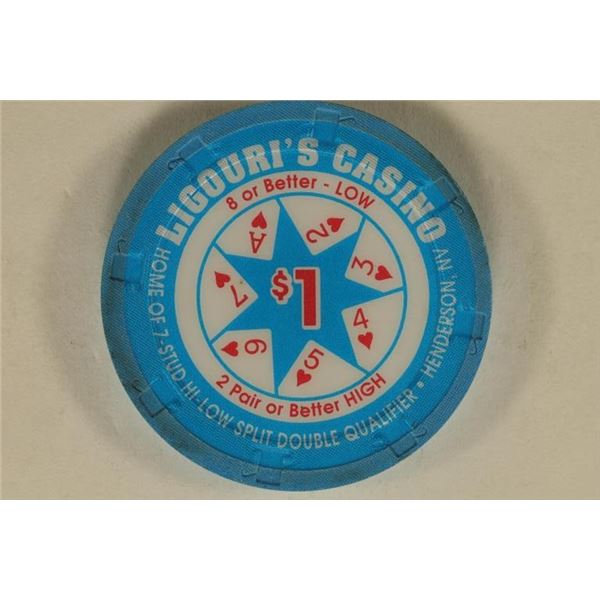 LIGOURI'S CASINO
8 or Better - LOW
A
2
3
4
5
6
7
$1
2 Pair or Better HIGH
HOME OF 7-STUD HI-LOW SPLIT DOUBLE QUALIFIER • HENDERSON, NV